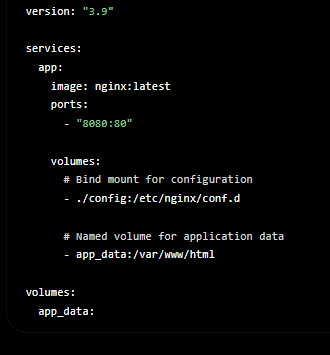 version: "3.9"

services:
  app:
    image: nginx:latest
    ports:
      - "8080:80"

    volumes:
      # Bind mount for configuration
      - ./config:/etc/nginx/conf.d

      # Named volume for application data
      - app_data:/var/www/html

volumes:
  app_data: